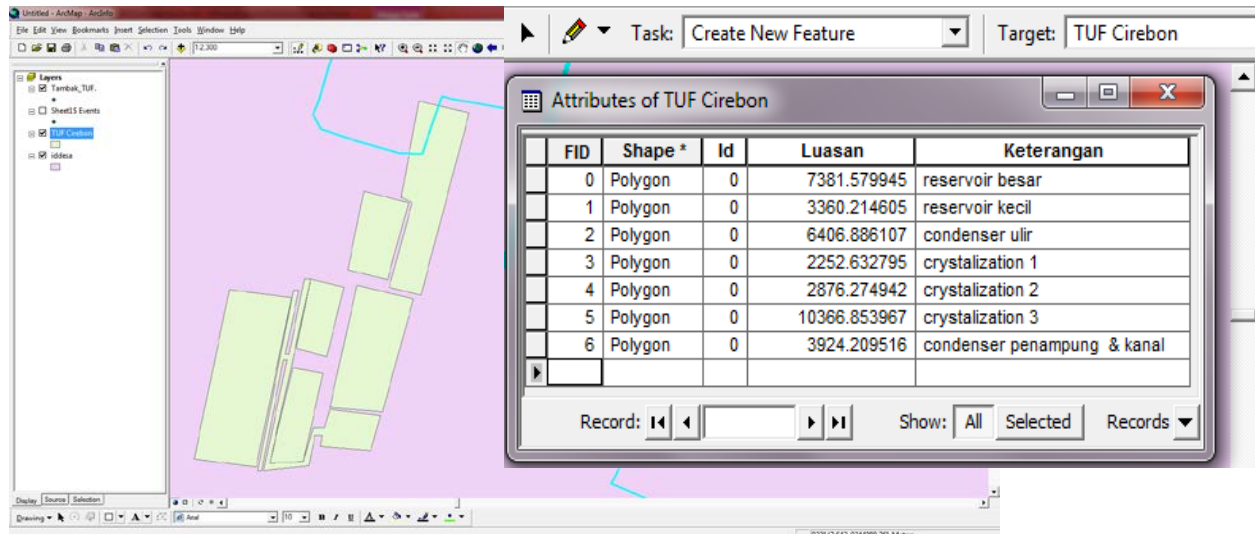 Untitled - ArcMap - ArcInfo
File Edit View Bookmarks Insert Selection Tools Window Help
1:2,300
Layers
Tambak_TUF.
Sheet1$ Events
TUF Cirebon
iddesa
Display Source Selection
Drawing Arial 10 B I U A
Task: Create New Feature Target: TUF Cirebon
Attributes of TUF Cirebon
FID Shape * Id Luasan Keterangan
0 Polygon 0 7381.579945 reservoir besar
1 Polygon 0 3360.214605 reservoir kecil
2 Polygon 0 6406.886107 condenser ulir
3 Polygon 0 2252.632795 crystalization 1
4 Polygon 0 2876.274942 crystalization 2
5 Polygon 0 10366.853967 crystalization 3
6 Polygon 0 3924.209516 condenser penampung & kanal
Record: Show: All Selected Records